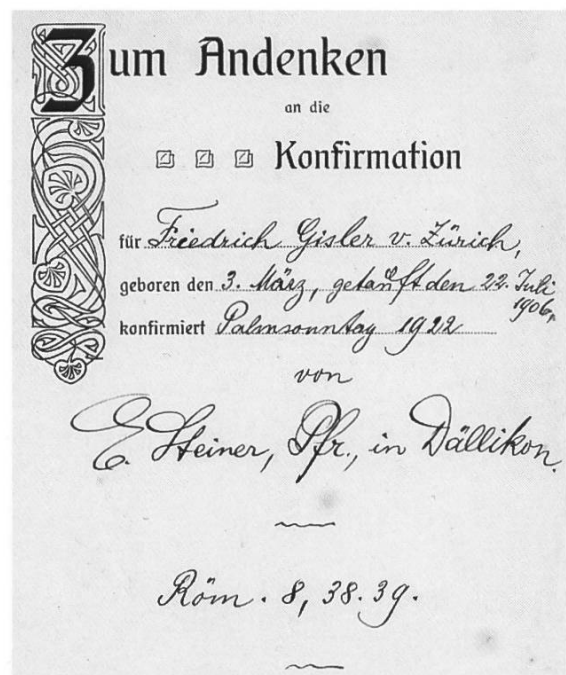 Zum Andenken
an die
Konfirmation
für Friedrich Gisler v. Zürich,
geboren den 3. März, getauft den 22. Juli
1906,
konfirmiert Palmsonntag 1922
von
E. Steiner, Pfr., in Dällikon.
Röm. 8, 38.39.